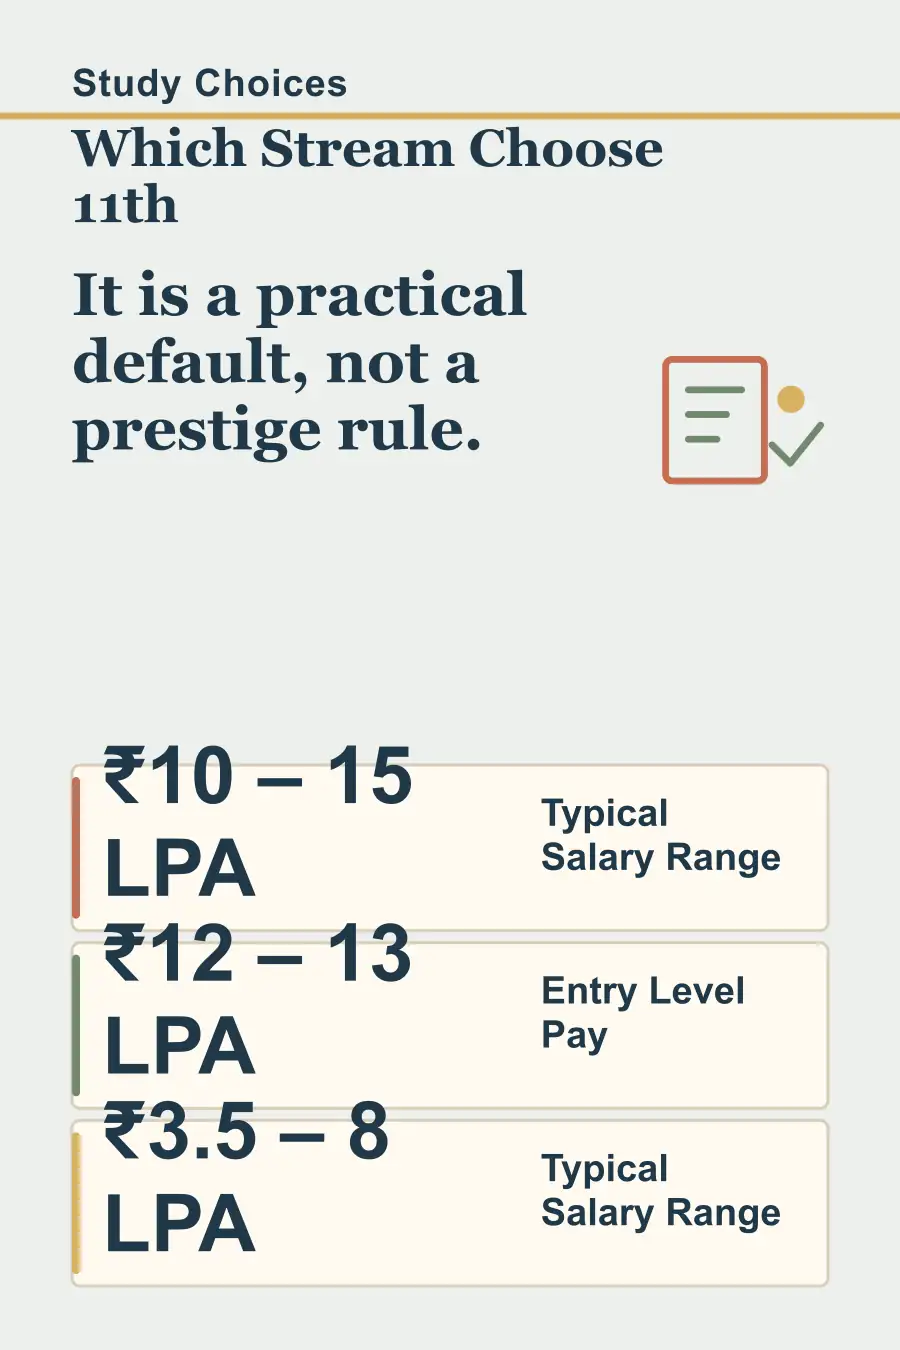 Study Choices
Which Stream Choose
11th
It is a practical
default, not a
prestige rule.
₹10 – 15
LPA
Typical
Salary Range
₹12 – 13
LPA
Entry Level
Pay
₹3.5 – 8
LPA
Typical
Salary Range